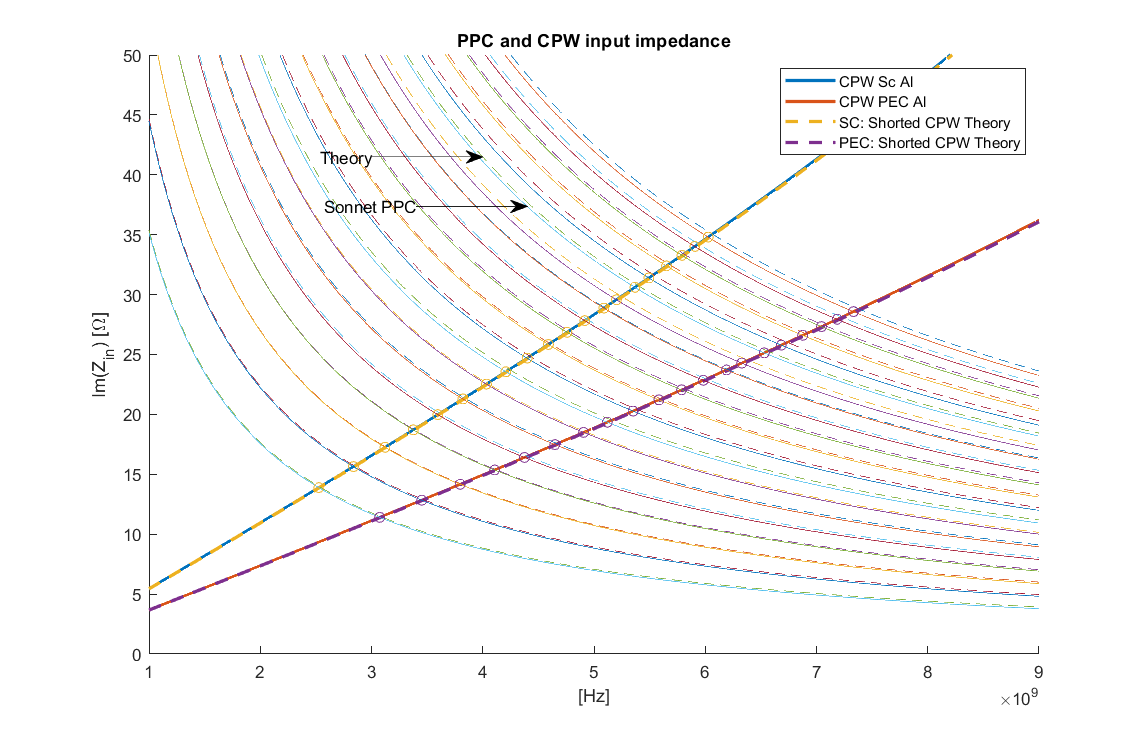 PPC and CPW input impedance
50
45
40
35
30
25
20
15
10
5
0
Im(Z_in) [Ω]
CPW Sc Al
CPW PEC Al
SC: Shorted CPW Theory
PEC: Shorted CPW Theory
Theory
Sonnet PPC
1 2 3 4 5 6 7 8 9
[Hz]
×10^9